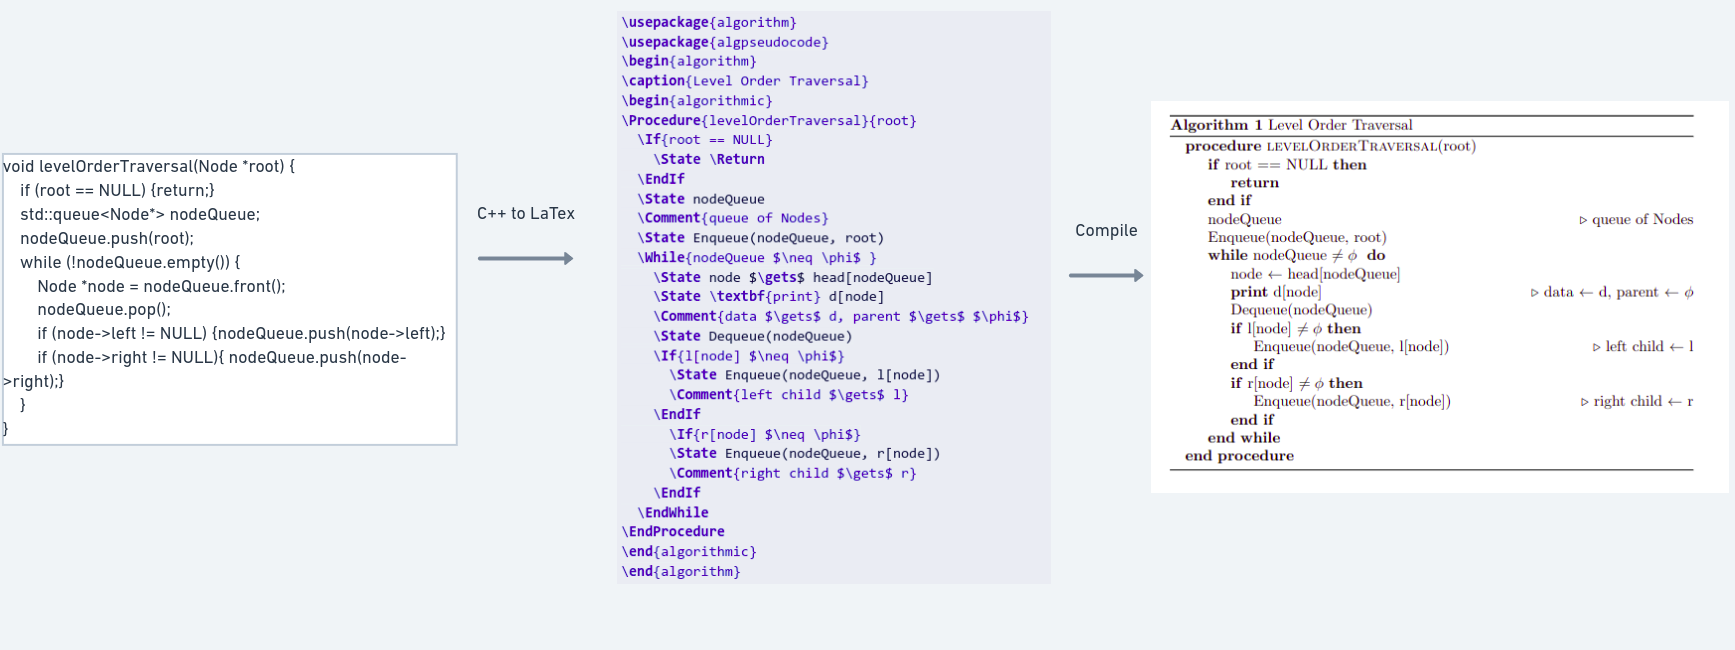 void levelOrderTraversal(Node *root) {
if (root == NULL) {return;}
std::queue<Node*> nodeQueue;
nodeQueue.push(root);
while (!nodeQueue.empty()) {
Node *node = nodeQueue.front();
nodeQueue.pop();
if (node->left != NULL) {nodeQueue.push(node->left);}
if (node->right != NULL){ nodeQueue.push(node-
>right);}
}
}
C++ to LaTex
\usepackage{algorithm}
\usepackage{algpseudocode}
\begin{algorithm}
\caption{Level Order Traversal}
\begin{algorithmic}
\Procedure{levelOrderTraversal}{root}
\If{root == NULL}
\State \Return
\EndIf
\State nodeQueue
\Comment{queue of Nodes}
\State Enqueue(nodeQueue, root)
\While{nodeQueue $\neq \phi$ }
\State node $\gets$ head[nodeQueue]
\State \textbf{print} d[node]
\Comment{data $\gets$ d, parent $\gets$ $\phi$}
\State Dequeue(nodeQueue)
\If{l[node] $\neq \phi$}
\State Enqueue(nodeQueue, l[node])
\Comment{left child $\gets$ l}
\EndIf
\If{r[node] $\neq \phi$}
\State Enqueue(nodeQueue, r[node])
\Comment{right child $\gets$ r}
\EndIf
\EndWhile
\EndProcedure
\end{algorithmic}
\end{algorithm}
Compile
Algorithm 1 Level Order Traversal
procedure LEVELORDERTRAVERSAL(root)
if root == NULL then
return
end if
nodeQueue ▷ queue of Nodes
Enqueue(nodeQueue, root)
while nodeQueue ≠ ϕ do
node ← head[nodeQueue]
print d[node] ▷ data ← d, parent ← ϕ
Dequeue(nodeQueue)
if l[node] ≠ ϕ then
Enqueue(nodeQueue, l[node]) ▷ left child ← l
end if
if r[node] ≠ ϕ then
Enqueue(nodeQueue, r[node]) ▷ right child ← r
end if
end while
end procedure